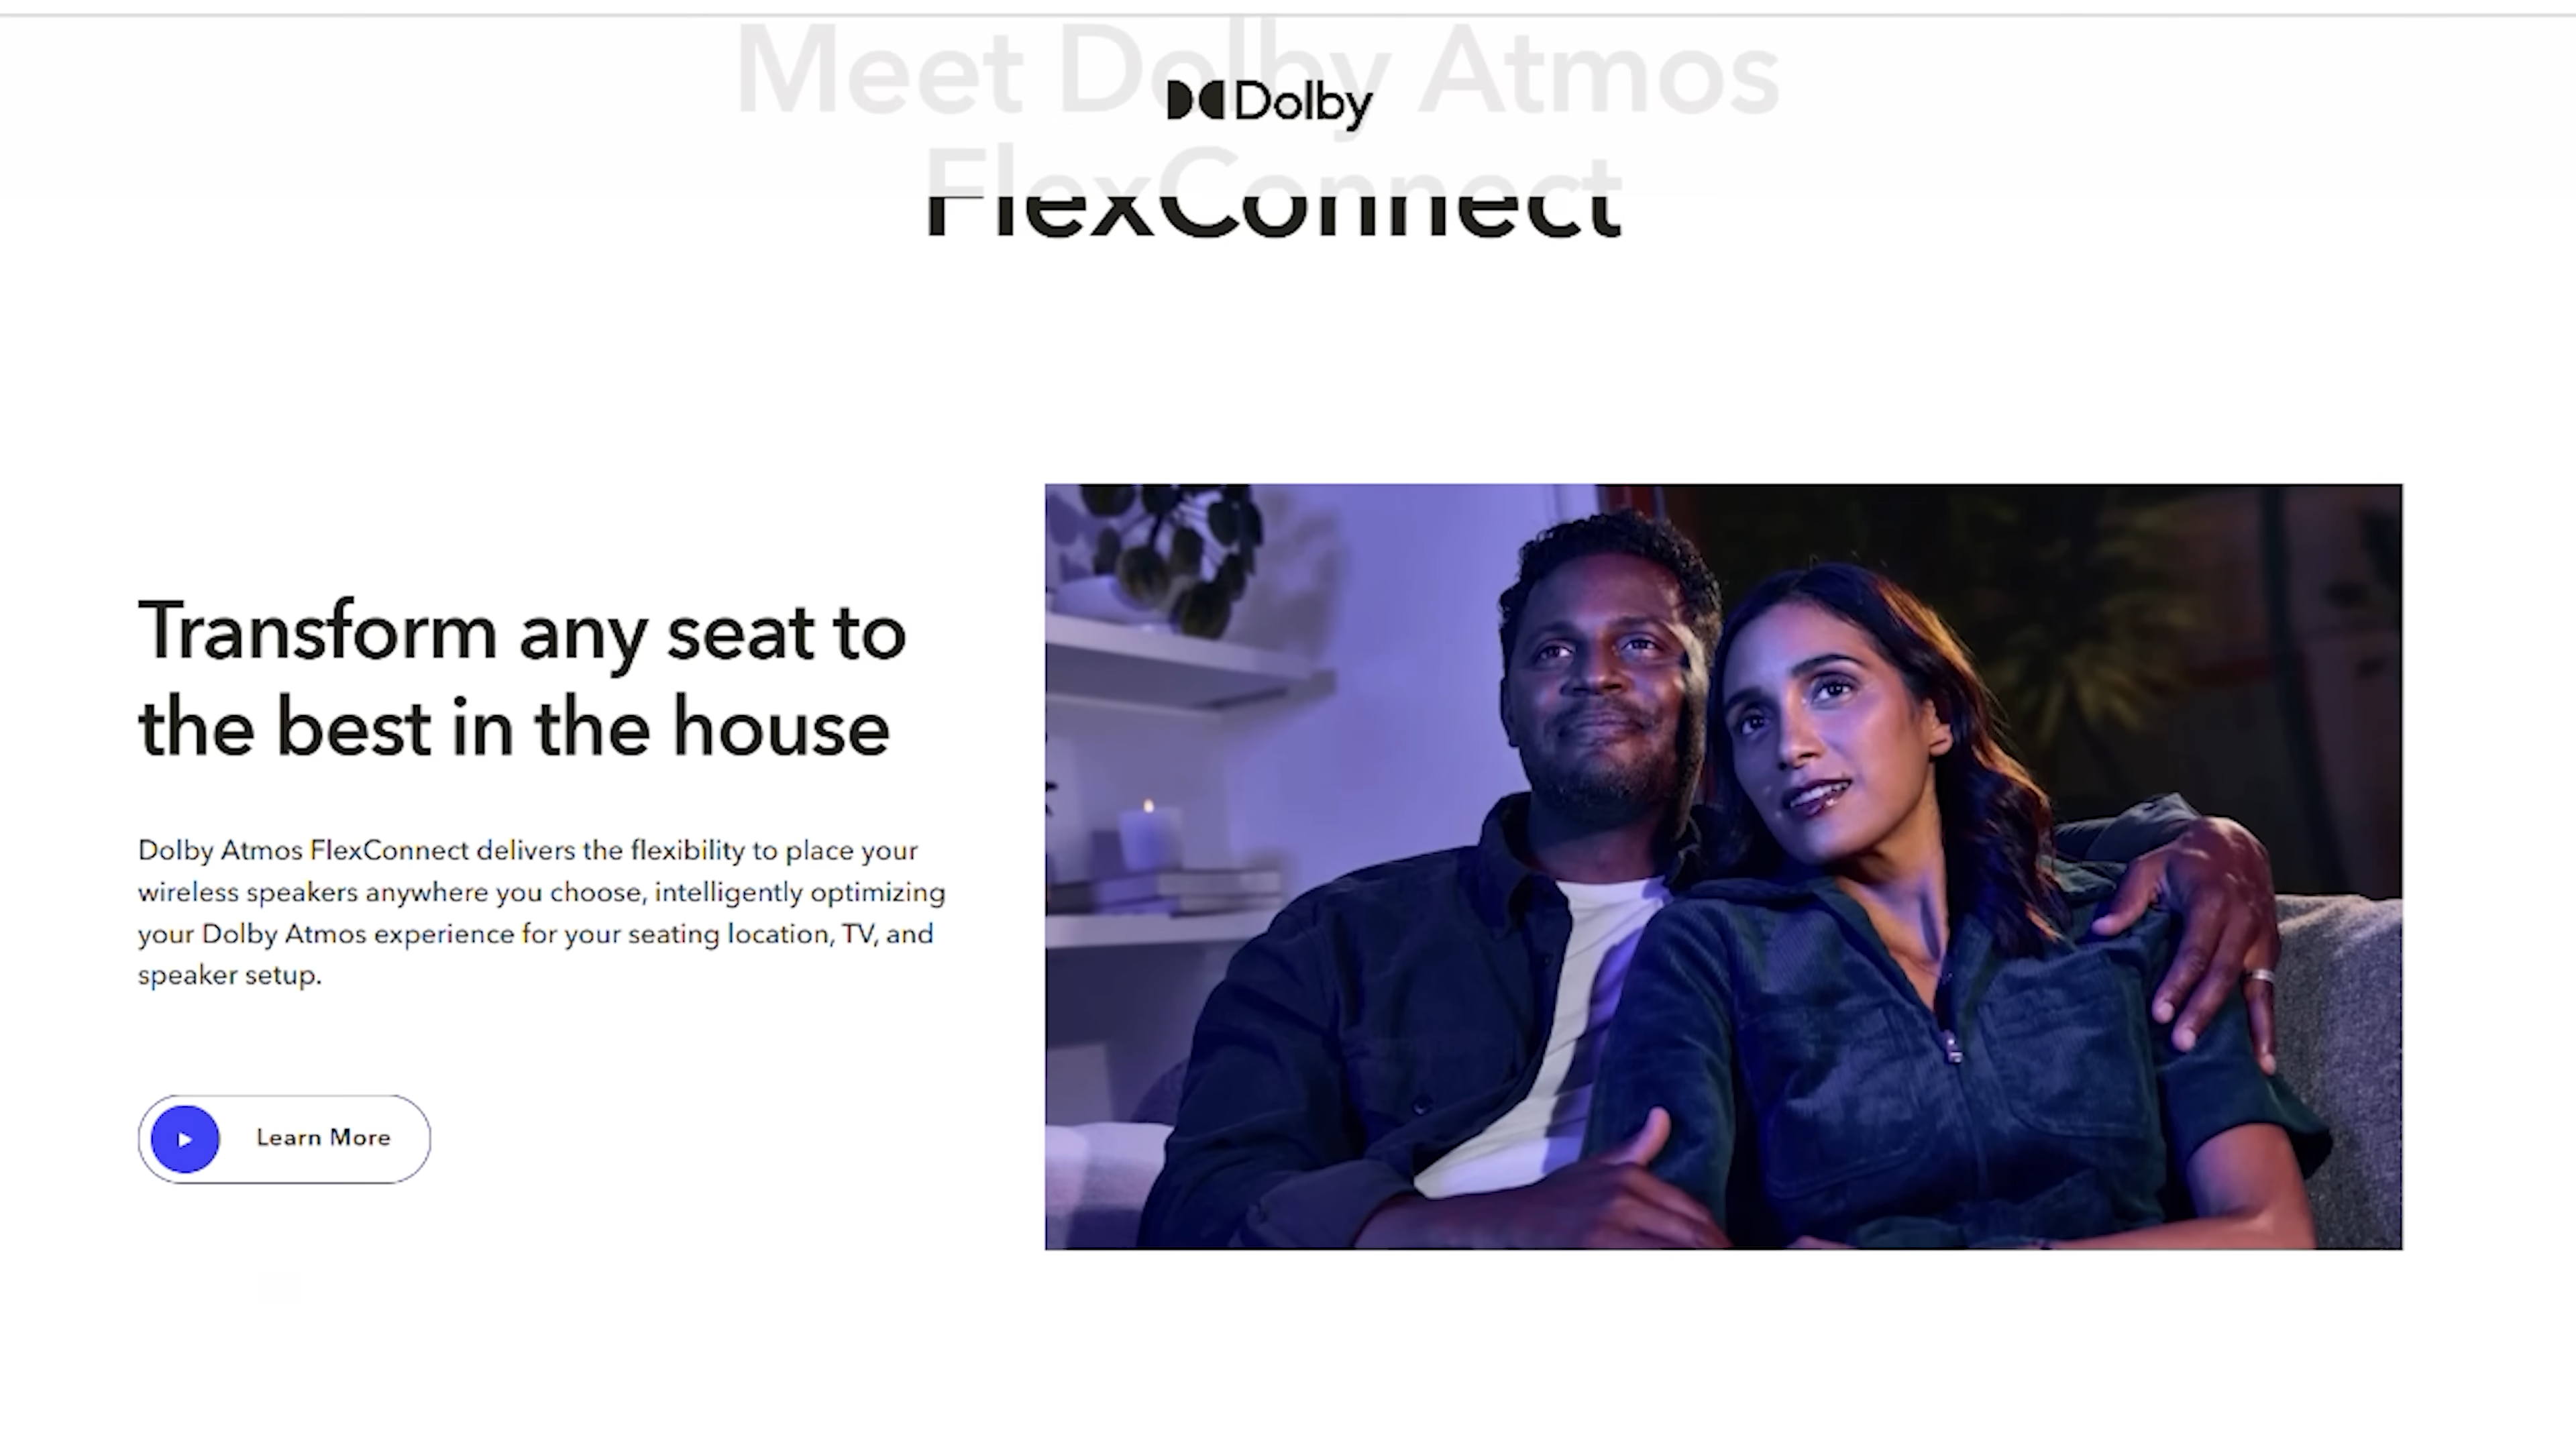 Meet Dolby Atmos
Dolby
FlexConnect
Transform any seat to
the best in the house
Dolby Atmos FlexConnect delivers the flexibility to place your
wireless speakers anywhere you choose, intelligently optimizing
your Dolby Atmos experience for your seating location, TV, and
speaker setup.
Learn More